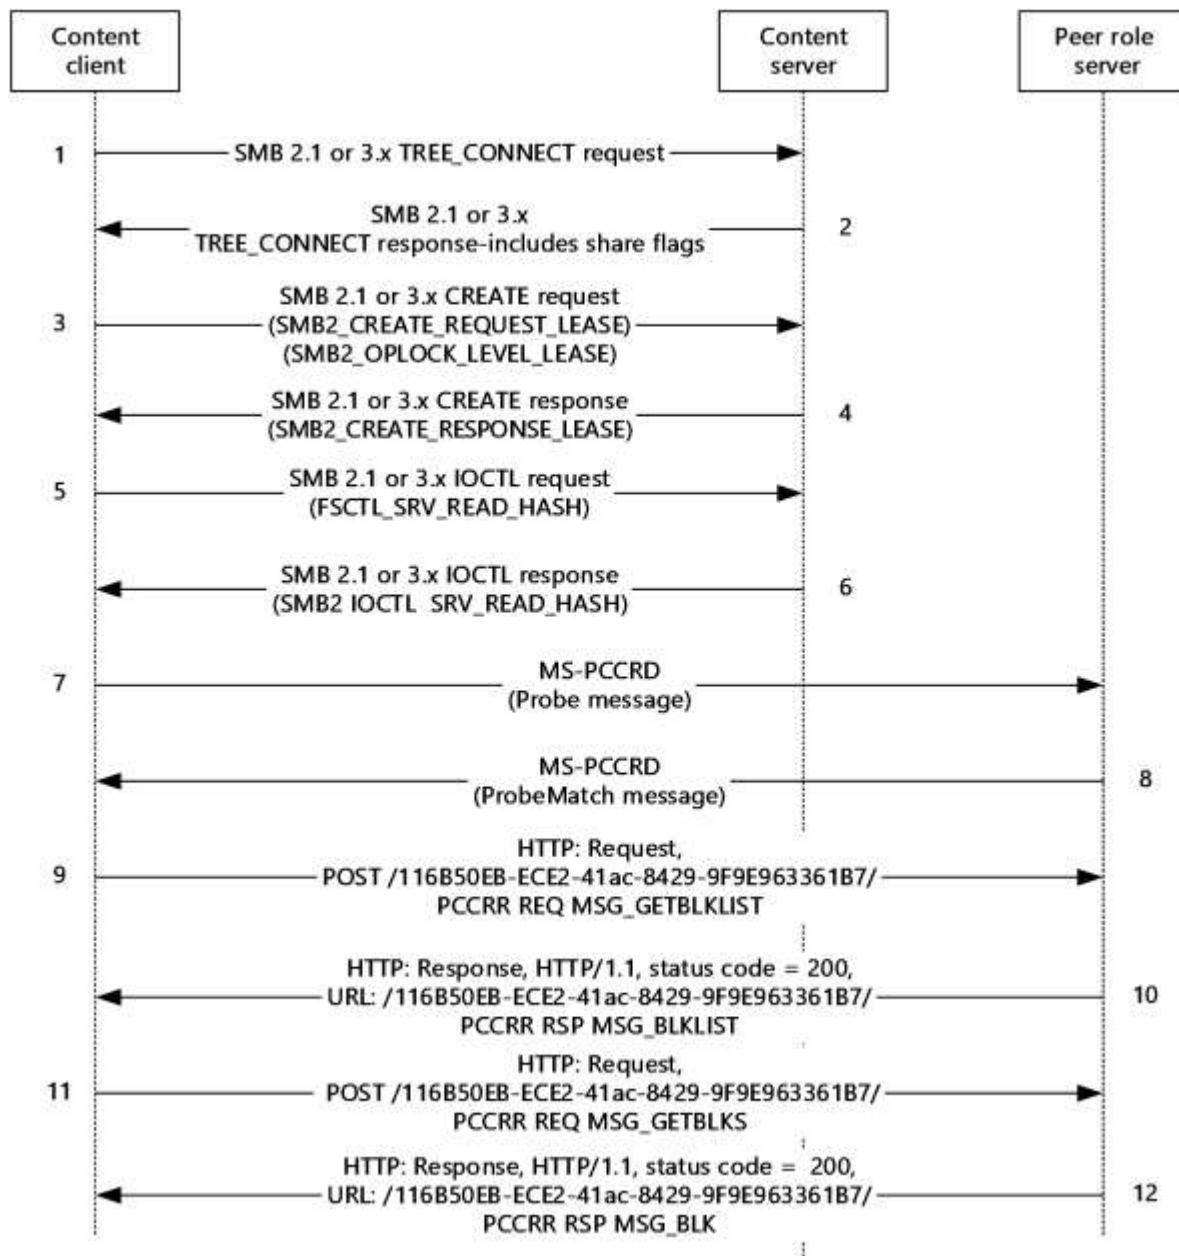 Content
client
Content
server
Peer role
server
1
SMB 2.1 or 3.x TREE_CONNECT request
SMB 2.1 or 3.x
TREE_CONNECT response-includes share flags
2
3
SMB 2.1 or 3.x CREATE request
(SMB2_CREATE_REQUEST_LEASE)
(SMB2_OPLOCK_LEVEL_LEASE)
SMB 2.1 or 3.x CREATE response
(SMB2_CREATE_RESPONSE_LEASE)
4
5
SMB 2.1 or 3.x IOCTL request
(FSCTL_SRV_READ_HASH)
SMB 2.1 or 3.x IOCTL response
(SMB2 IOCTL SRV_READ_HASH)
6
7
MS-PCCRD
(Probe message)
MS-PCCRD
(ProbeMatch message)
8
9
HTTP: Request,
POST /116B50EB-ECE2-41ac-8429-9F9E963361B7/
PCCRR REQ MSG_GETBLKLIST
HTTP: Response, HTTP/1.1, status code = 200,
URL: /116B50EB-ECE2-41ac-8429-9F9E963361B7/
PCCRR RSP MSG_BLKLIST
10
11
HTTP: Request,
POST /116B50EB-ECE2-41ac-8429-9F9E963361B7/
PCCRR REQ MSG_GETBLKS
HTTP: Response, HTTP/1.1, status code = 200,
URL: /116B50EB-ECE2-41ac-8429-9F9E963361B7/
PCCRR RSP MSG_BLK
12